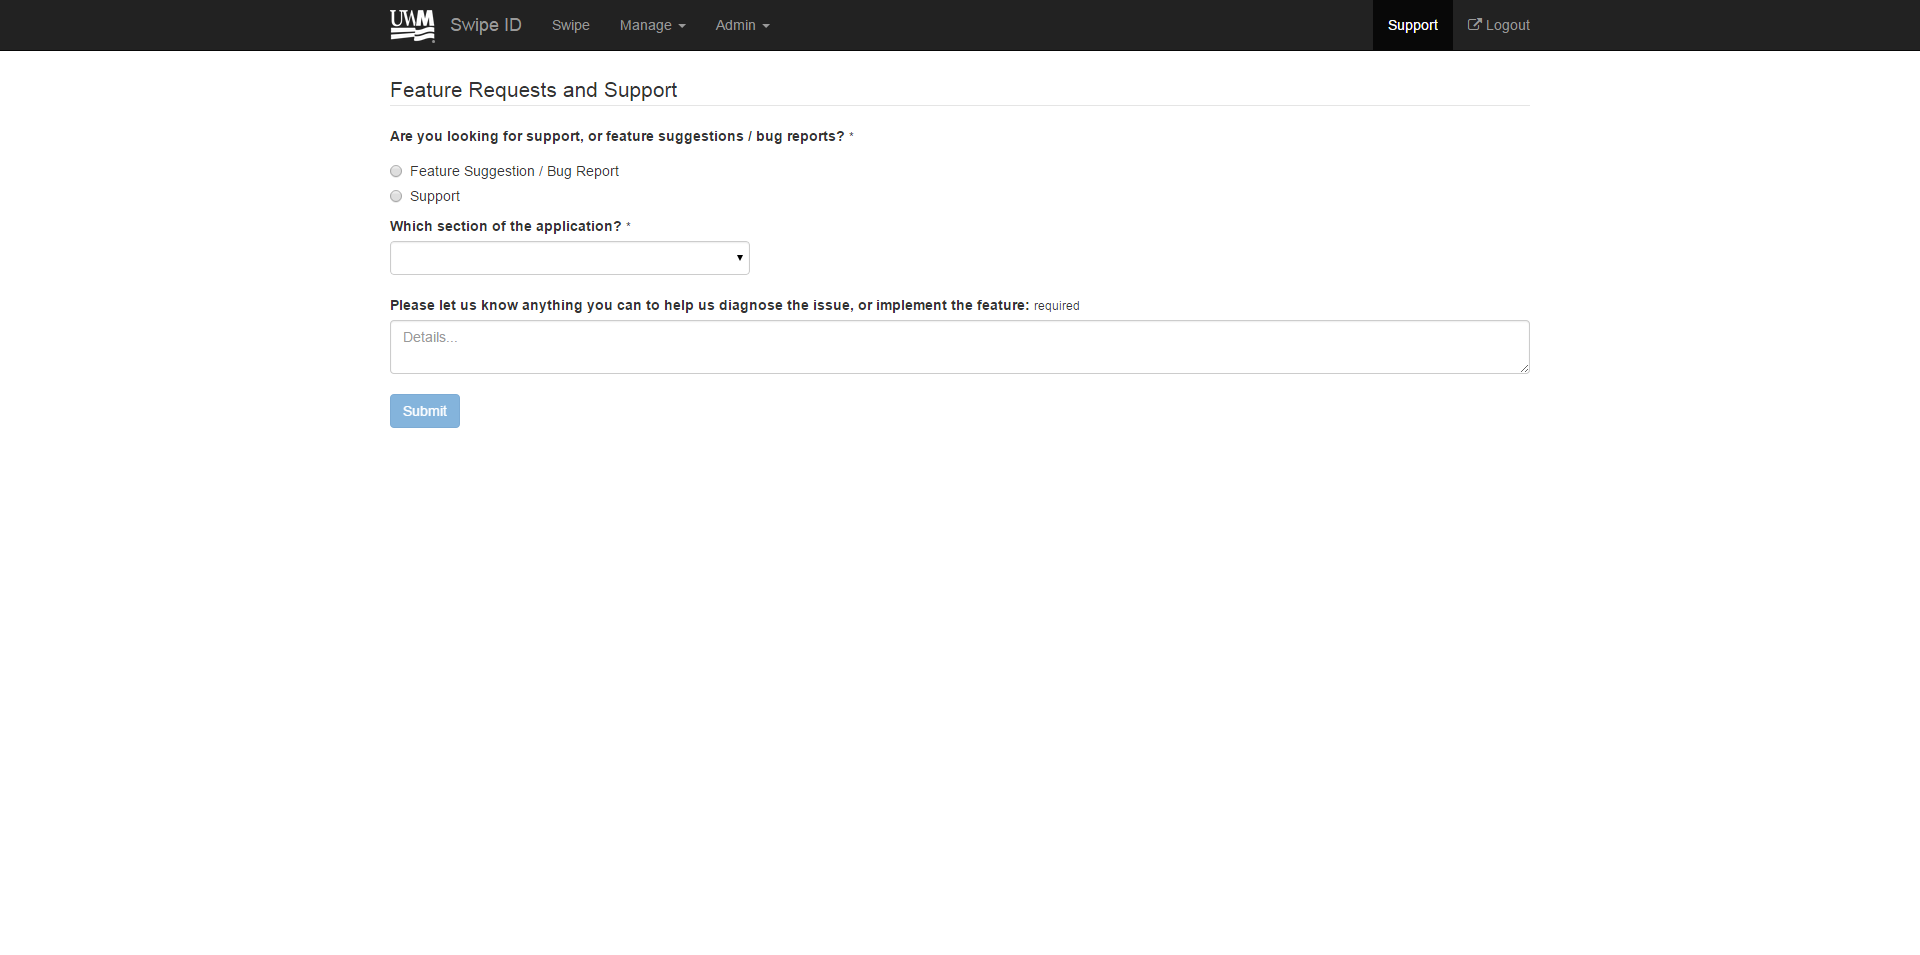 UWM Swipe ID Swipe Manage Admin Support Logout
Feature Requests and Support
Are you looking for support, or feature suggestions / bug reports? *
Feature Suggestion / Bug Report
Support
Which section of the application? *
Please let us know anything you can to help us diagnose the issue, or implement the feature: required
Details...
Submit